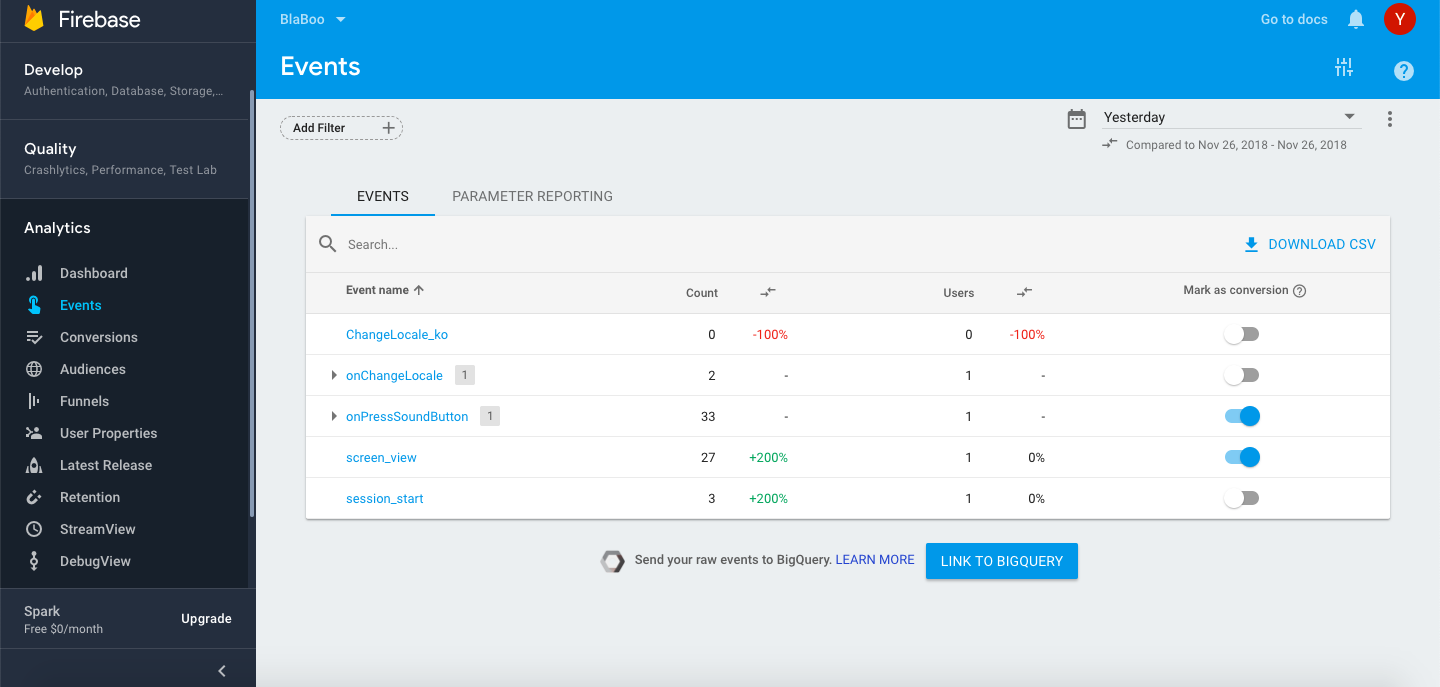 Firebase
Develop
Authentication, Database, Storage,...
Quality
Crashlytics, Performance, Test Lab
Analytics
Dashboard
Events
Conversions
Audiences
Funnels
User Properties
Latest Release
Retention
StreamView
DebugView
Spark
Free $0/month
Upgrade
BlaBoo
Go to docs
Y
Events
?
Add Filter
Yesterday
Compared to Nov 26, 2018 - Nov 26, 2018
EVENTS PARAMETER REPORTING
Search... DOWNLOAD CSV
Event name Count Users Mark as conversion ?
ChangeLocale_ko 0 -100% 0 -100%
onChangeLocale 1 2 - 1 -
onPressSoundButton 1 33 - 1 -
screen_view 27 +200% 1 0%
session_start 3 +200% 1 0%
Send your raw events to BigQuery. LEARN MORE LINK TO BIGQUERY